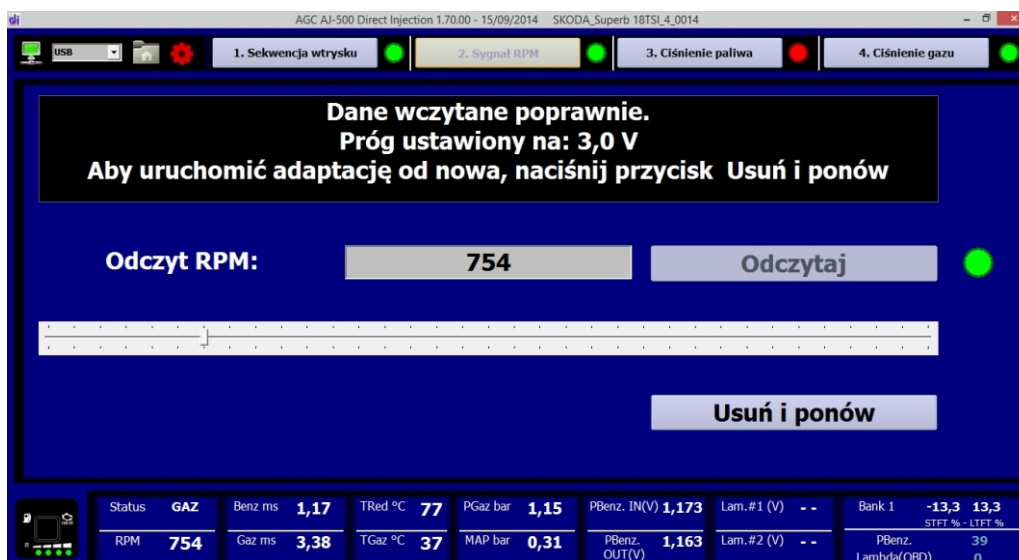 di
AGC AJ-500 Direct Injection 1.70.00 - 15/09/2014 SKODA_Superb 18TSI_4_0014
USB
1. Sekwencja wtrysku
2. Sygnał RPM
3. Ciśnienie paliwa
4. Ciśnienie gazu
Dane wczytane poprawnie.
Próg ustawiony na: 3,0 V
Aby uruchomić adaptację od nowa, naciśnij przycisk Usuń i ponów
Odczyt RPM: 754 Odczytaj
Usuń i ponów
Status GAZ Benz ms 1,17 TRed °C 77 PGaz bar 1,15 PBenz. IN(V) 1,173 Lam.#1 (V) - - Bank 1 -13,3 13,3
STFT % - LTFT %
RPM 754 Gaz ms 3,38 TGaz °C 37 MAP bar 0,31 PBenz. OUT(V) 1,163 Lam.#2 (V) - - PBenz. 39
Lambda(OBD) 0